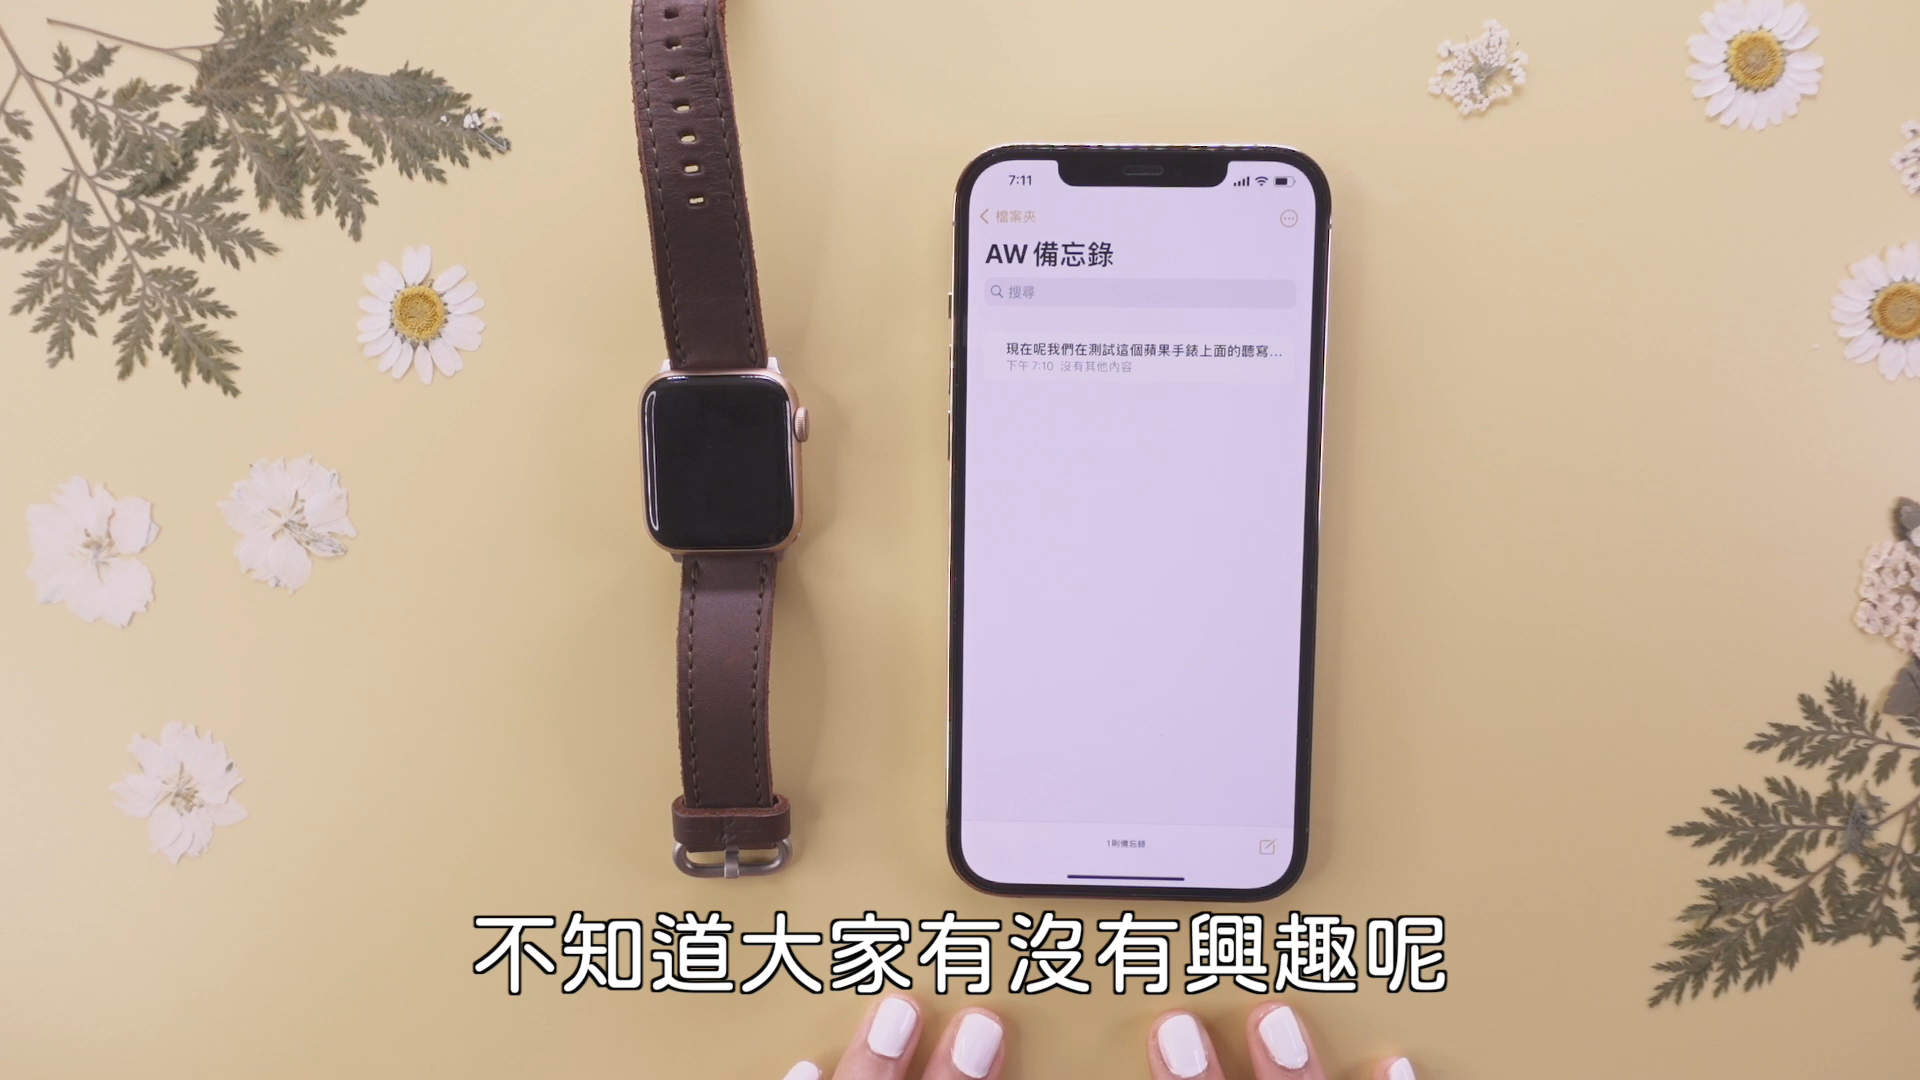 7:11
檔案夾
AW 備忘錄
搜尋
現在呢我們在測試這個蘋果手錶上面的聽寫...
下午 7:10 沒有其他內容
1 則備忘錄
不知道大家有沒有興趣呢